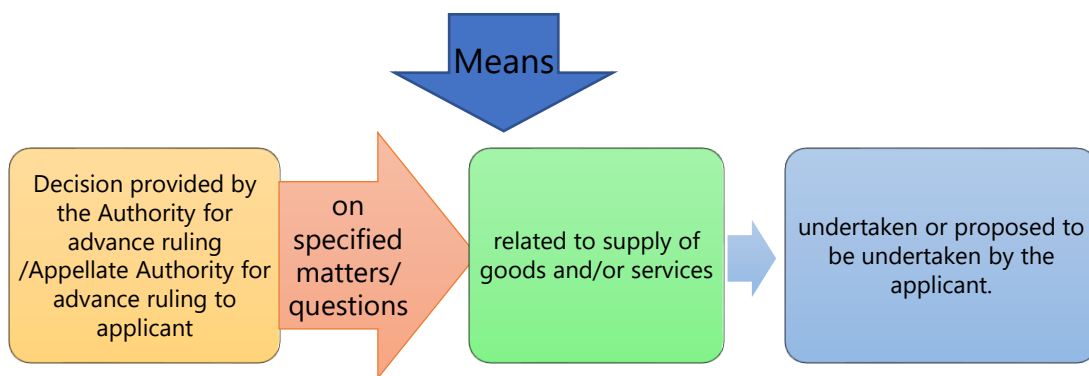 Means
Decision provided by
the Authority for
advance ruling
/Appellate Authority for
advance ruling to
applicant
on
specified
matters/
questions
related to supply of
goods and/or services
undertaken or proposed to
be undertaken by the
applicant.